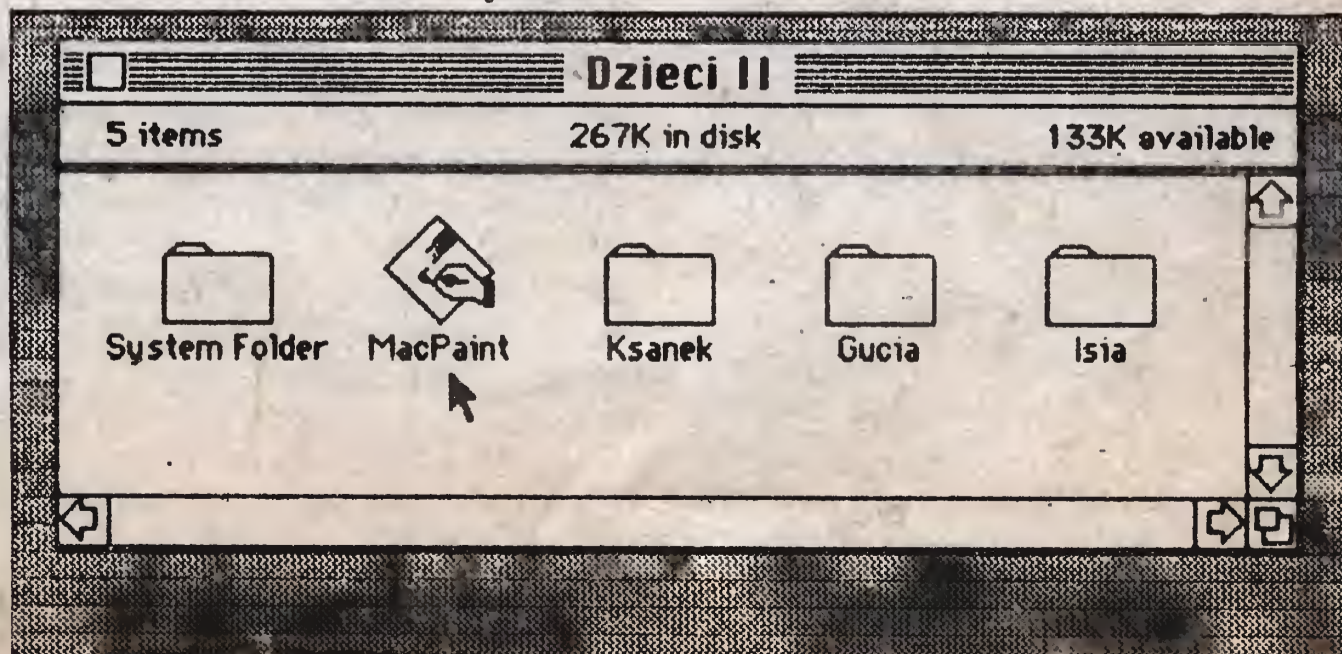 Dzieci II
5 items 267K in disk 133K available
System Folder MacPaint Ksanek Gucia Isia